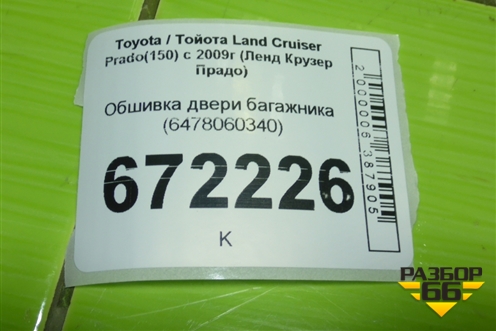 Toyota / Тойота Land Cruiser
Prado(150) с 2009г (Ленд Крузер
Прадо)
Обшивка двери багажника
(6478060340)
672226
К
2000006387905
РАЗБОР
66